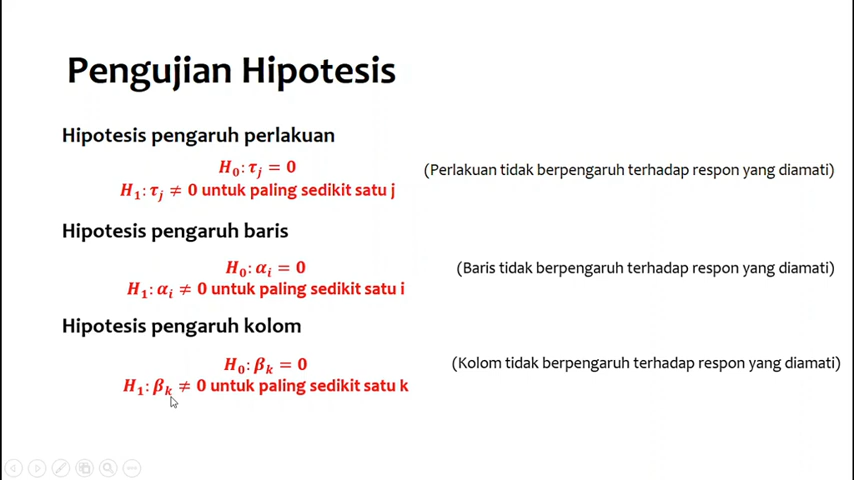 Pengujian Hipotesis
Hipotesis pengaruh perlakuan
H₀: τⱼ = 0 (Perlakuan tidak berpengaruh terhadap respon yang diamati)
H₁: τⱼ ≠ 0 untuk paling sedikit satu j
Hipotesis pengaruh baris
H₀: αᵢ = 0 (Baris tidak berpengaruh terhadap respon yang diamati)
H₁: αᵢ ≠ 0 untuk paling sedikit satu i
Hipotesis pengaruh kolom
H₀: βₖ = 0 (Kolom tidak berpengaruh terhadap respon yang diamati)
H₁: βₖ ≠ 0 untuk paling sedikit satu k